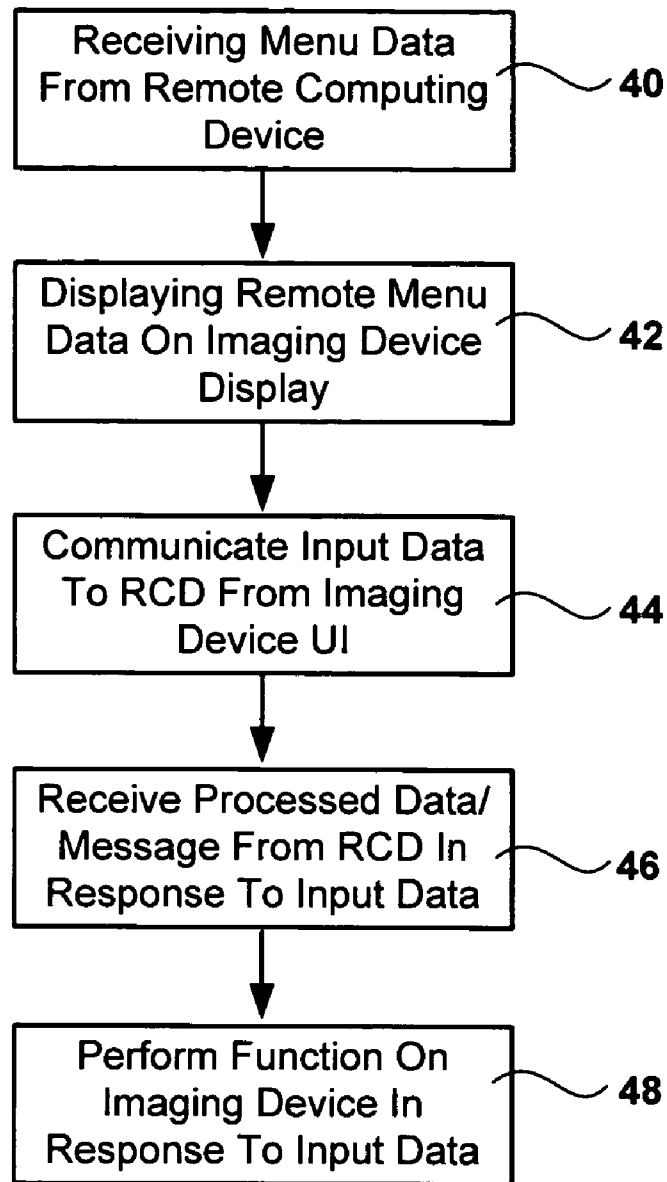 Receiving Menu Data
From Remote Computing
Device
40
Displaying Remote Menu
Data On Imaging Device
Display
42
Communicate Input Data
To RCD From Imaging
Device UI
44
Receive Processed Data/
Message From RCD In
Response To Input Data
46
Perform Function On
Imaging Device In
Response To Input Data
48